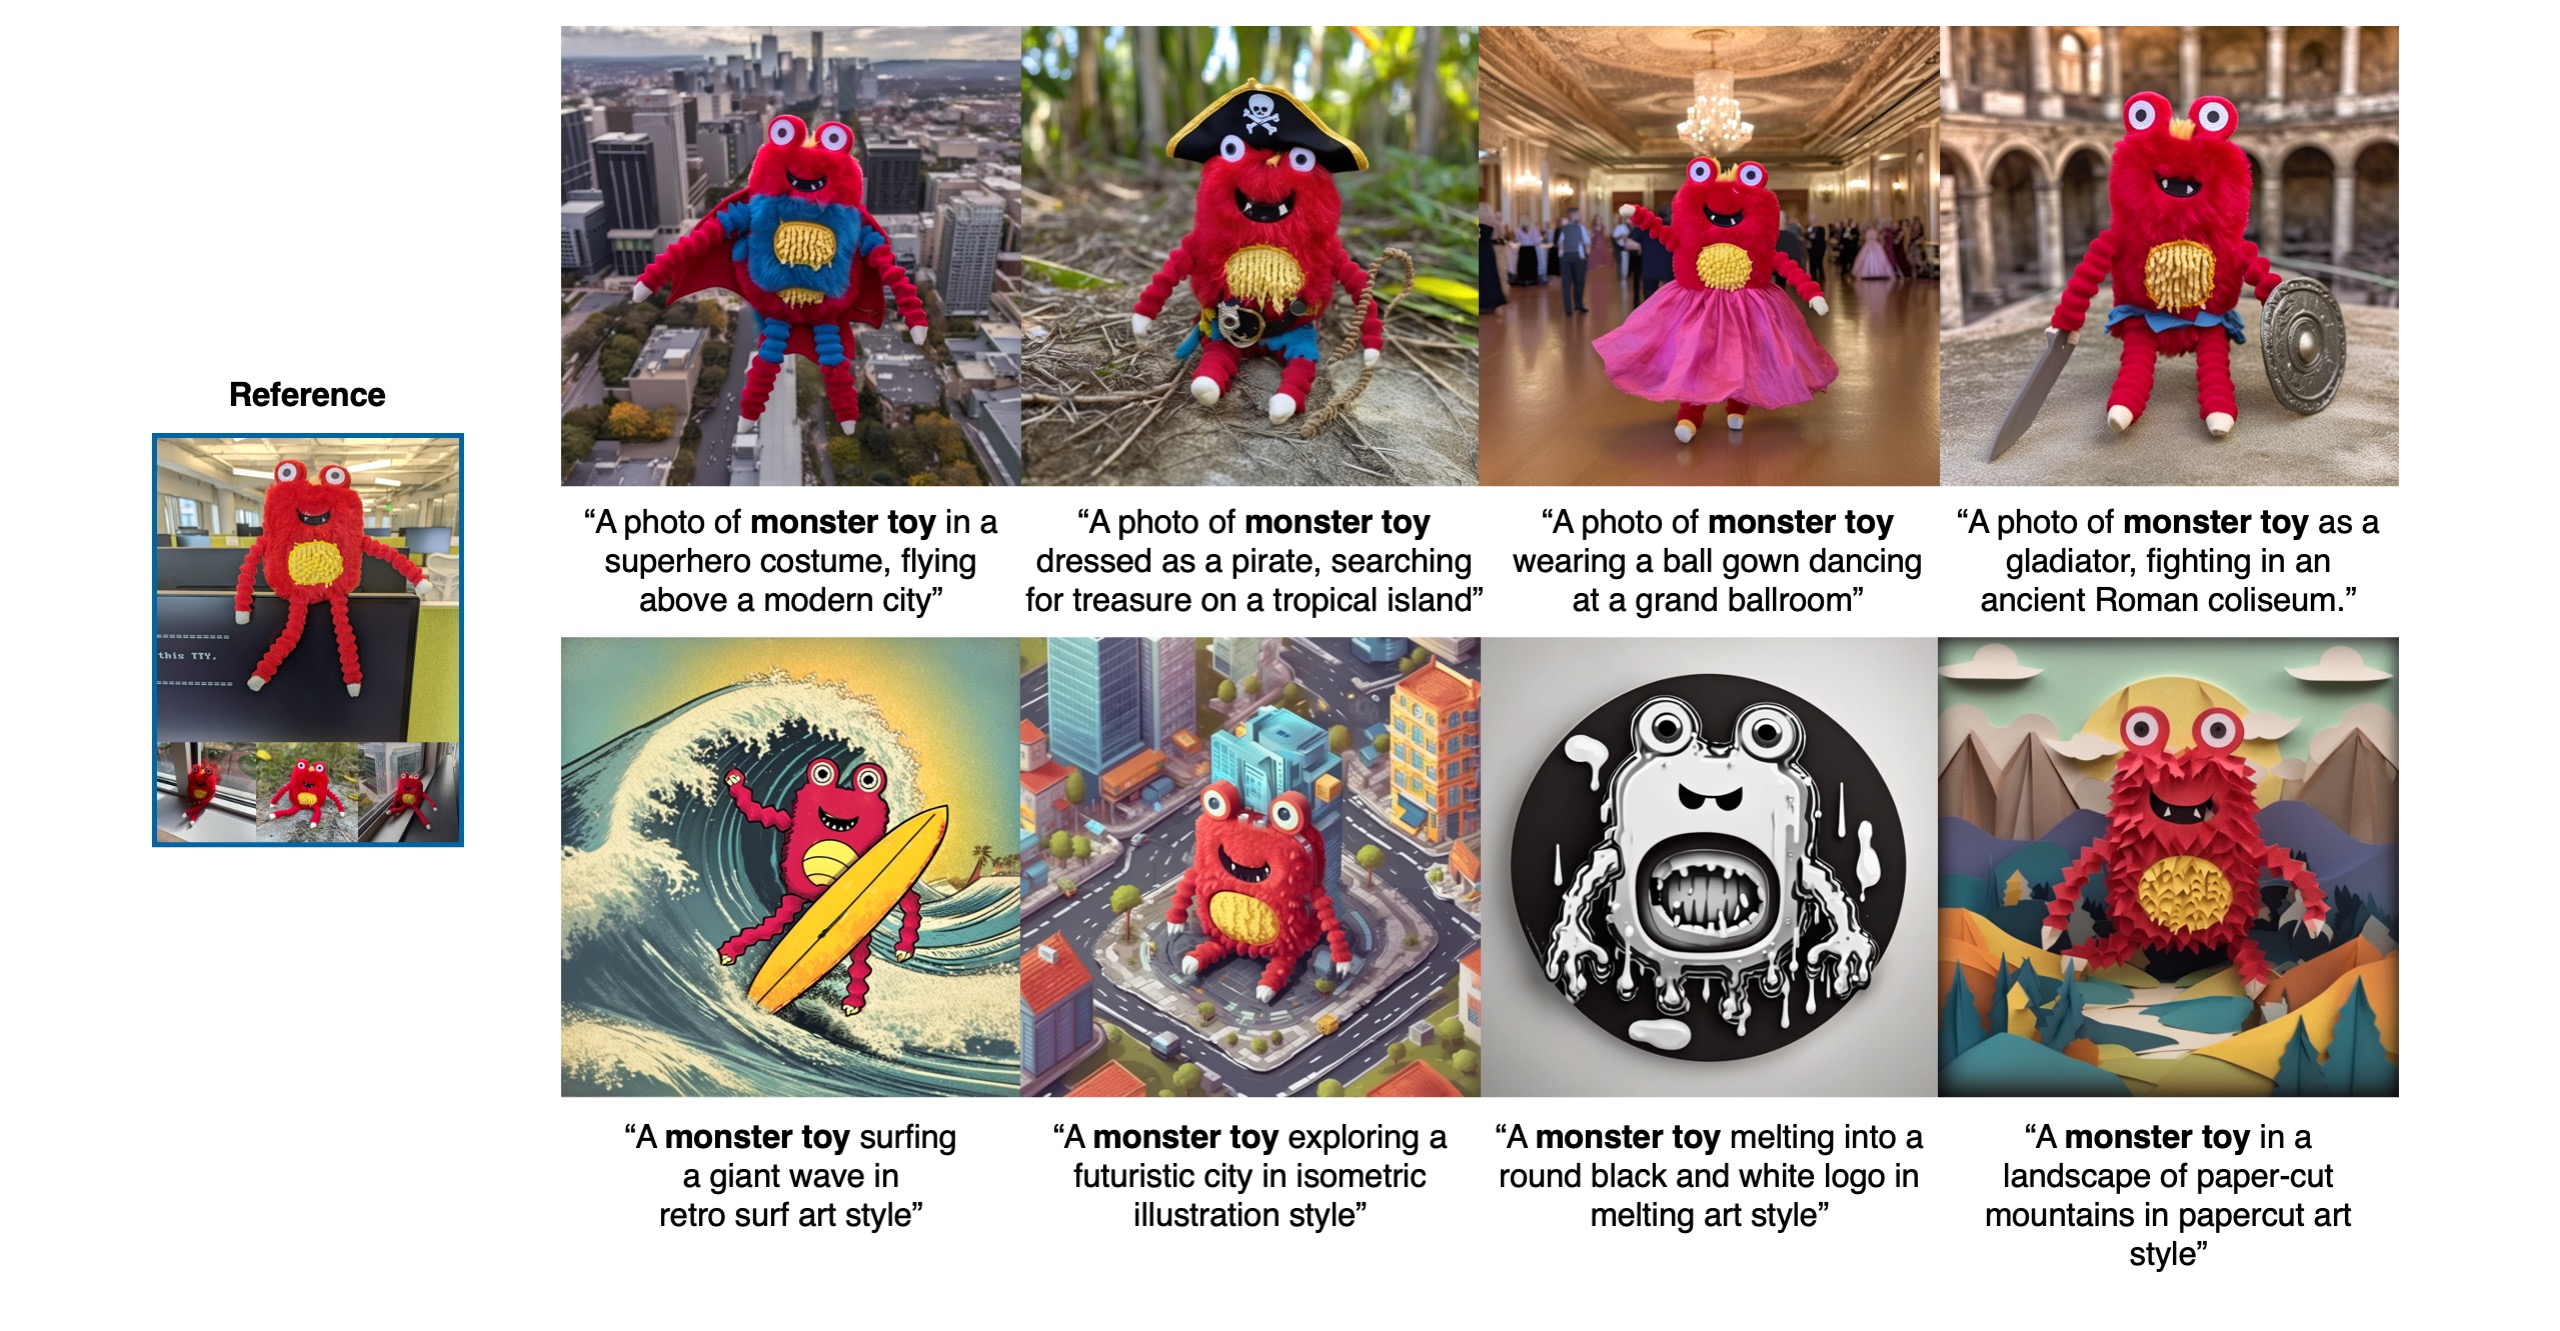 Reference
this TTY,
“A photo of monster toy in a
superhero costume, flying
above a modern city”
“A photo of monster toy
dressed as a pirate, searching
for treasure on a tropical island”
“A photo of monster toy
wearing a ball gown dancing
at a grand ballroom”
“A photo of monster toy as a
gladiator, fighting in an
ancient Roman coliseum.”
“A monster toy surfing
a giant wave in
retro surf art style”
“A monster toy exploring a
futuristic city in isometric
illustration style”
“A monster toy melting into a
round black and white logo in
melting art style”
“A monster toy in a
landscape of paper-cut
mountains in papercut art
style”